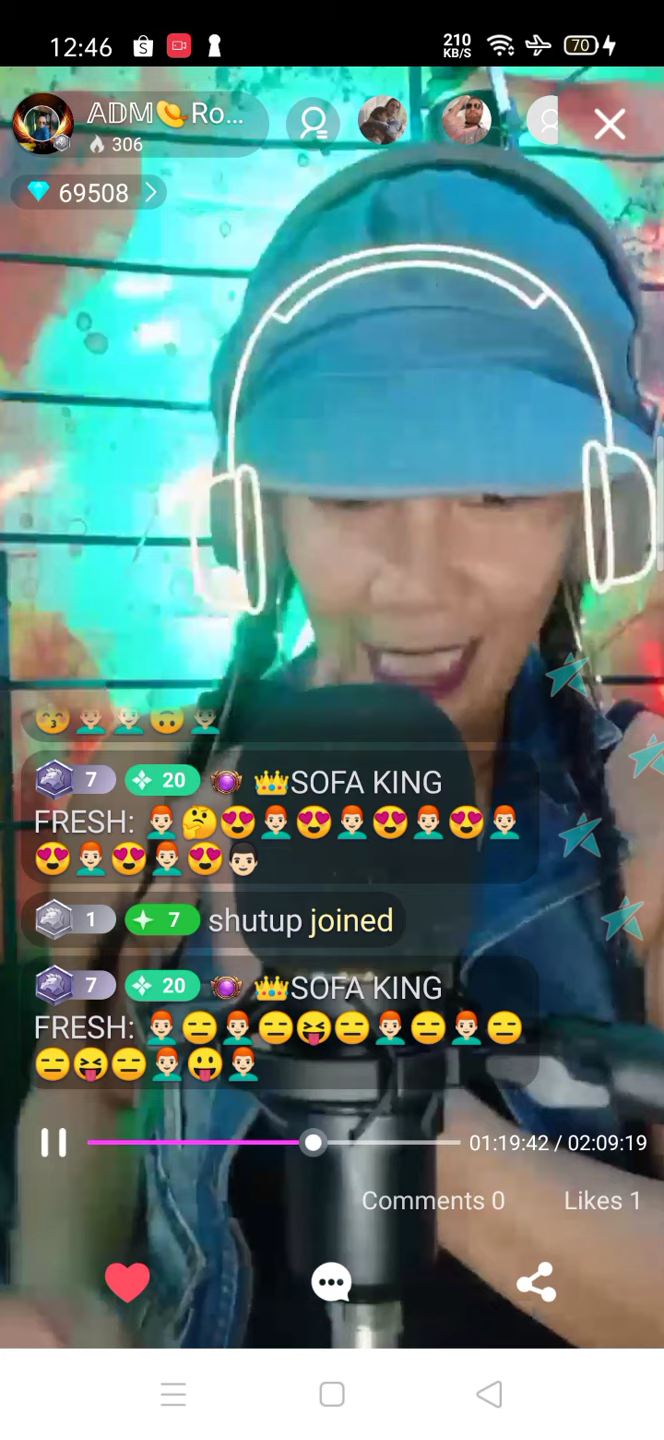 12:46
210
KB/S
70
𝔸𝔻𝕄👒Ro...
306
69508
😙💆🏻‍♂️💆🏻‍♂️🙃💆🏻‍♂️
7 20 👑SOFA KING
FRESH: 💆🏻‍♂️🤔😍💆🏻‍♂️😍💆🏻‍♂️😍💆🏻‍♂️😍💆🏻‍♂️
😍💆🏻‍♂️😍💆🏻‍♂️😍👨🏻
1 7 shutup joined
7 20 👑SOFA KING
FRESH: 💆🏻‍♂️😑💆🏻‍♂️😑😝😑💆🏻‍♂️😑💆🏻‍♂️😑
😑😝😑💆🏻‍♂️😛💆🏻‍♂️
01:19:42 / 02:09:19
Comments 0
Likes 1